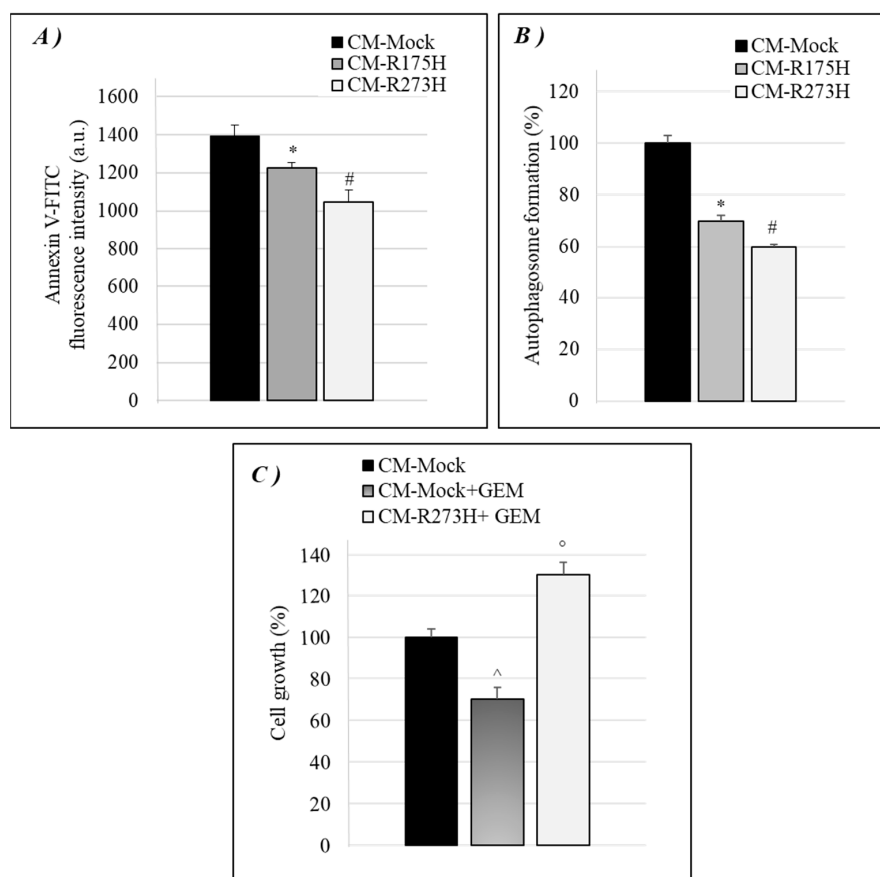 A )
CM-Mock
CM-R175H
CM-R273H
Annexin V-FITC
fluorescence intensity (a.u.)
1600
1400
1200
1000
800
600
400
200
0
*
#
B )
CM-Mock
CM-R175H
CM-R273H
Autophagosome formation (%)
120
100
80
60
40
20
0
*
#
C )
CM-Mock
CM-Mock+GEM
CM-R273H+ GEM
Cell growth (%)
140
120
100
80
60
40
20
0
^
°